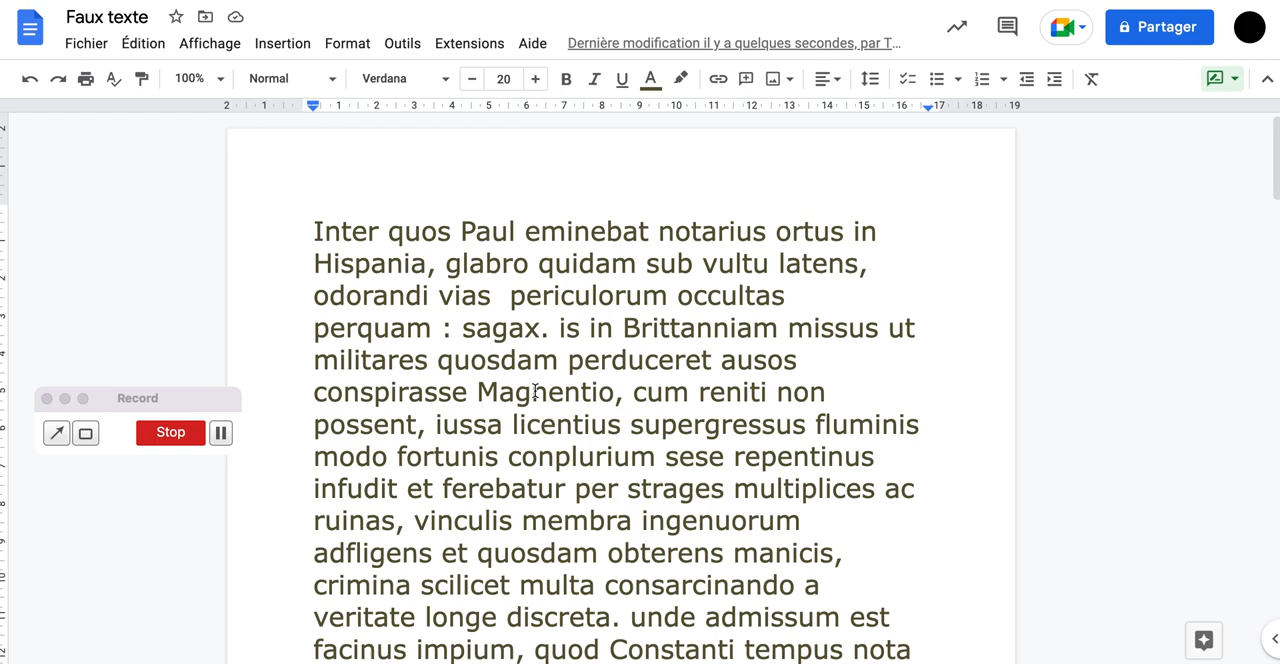 Faux texte
Fichier Édition Affichage Insertion Format Outils Extensions Aide Dernière modification il y a quelques secondes, par T...
Partager
100% Normal Verdana 20
2 1 1 2 3 4 5 6 7 8 9 10 11 12 13 14 15 16 17 18 19
Inter quos Paul eminebat notarius ortus in
Hispania, glabro quidam sub vultu latens,
odorandi vias  periculorum occultas
perquam : sagax. is in Brittanniam missus ut
militares quosdam perduceret ausos
conspirasse Magnentio, cum reniti non
possent, iussa licentius supergressus fluminis
modo fortunis conplurium sese repentinus
infudit et ferebatur per strages multiplices ac
ruinas, vinculis membra ingenuorum
adfligens et quosdam obterens manicis,
crimina scilicet multa consarcinando a
veritate longe discreta. unde admissum est
facinus impium, quod Constanti tempus nota
Record
Stop